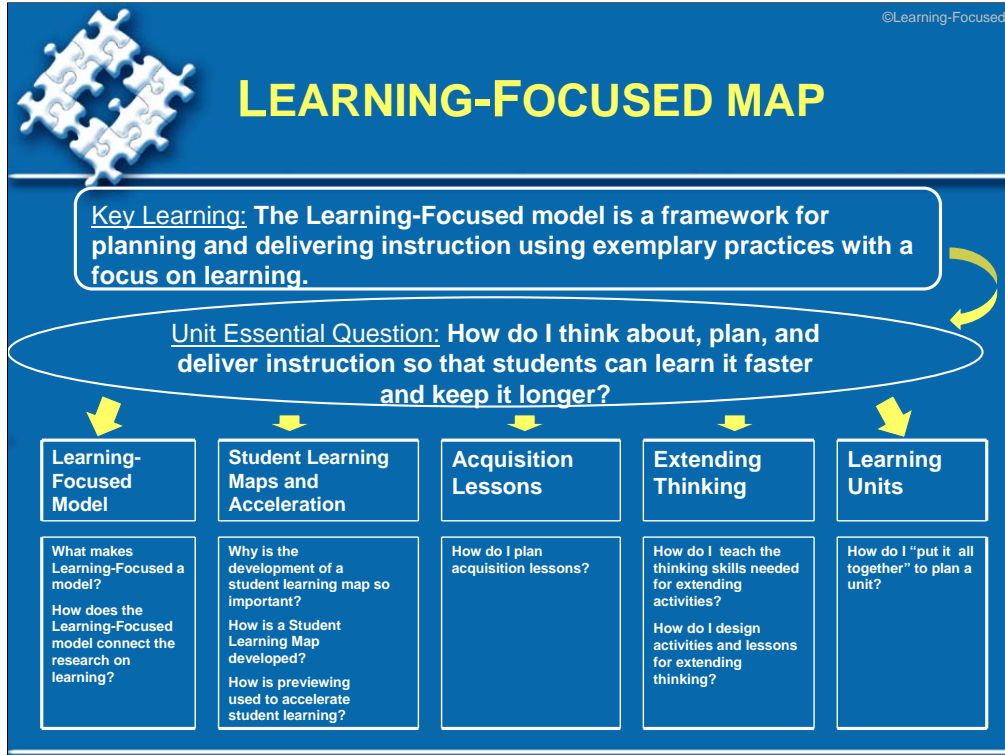 ©Learning-Focused
LEARNING-FOCUSED MAP
Key Learning: The Learning-Focused model is a framework for
planning and delivering instruction using exemplary practices with a
focus on learning.
Unit Essential Question: How do I think about, plan, and
deliver instruction so that students can learn it faster
and keep it longer?
Learning-
Focused
Model
Student Learning
Maps and
Acceleration
Acquisition
Lessons
Extending
Thinking
Learning
Units
What makes
Learning-Focused a
model?
How does the
Learning-Focused
model connect the
research on
learning?
Why is the
development of a
student learning map so
important?
How is a Student
Learning Map
developed?
How is previewing
used to accelerate
student learning?
How do I plan
acquisition lessons?
How do I teach the
thinking skills needed
for extending
activities?
How do I design
activities and lessons
for extending
thinking?
How do I “put it all
together” to plan a
unit?